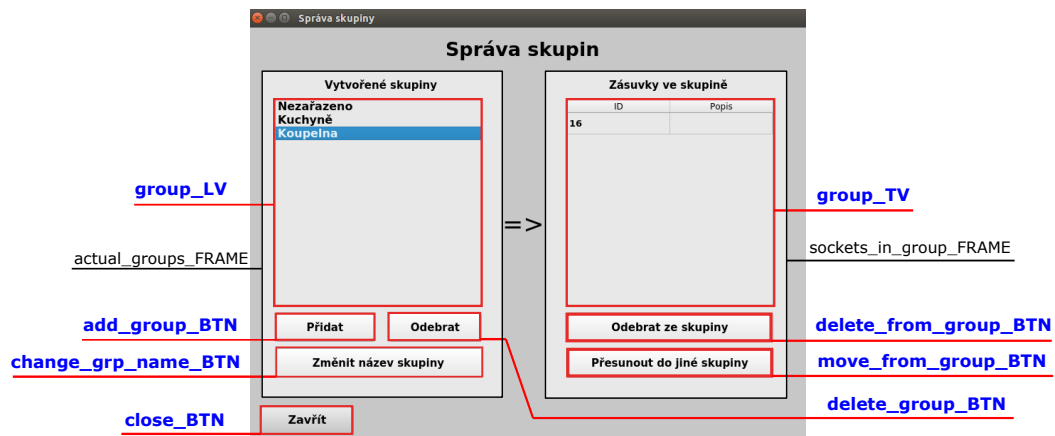 Správa skupiny
Správa skupin
Vytvořené skupiny
Nezařazeno
Kuchyně
Koupelna
Přidat
Odebrat
Změnit název skupiny
Zavřít
=>
Zásuvky ve skupině
ID Popis
16
Odebrat ze skupiny
Přesunout do jiné skupiny
group_LV
actual_groups_FRAME
add_group_BTN
change_grp_name_BTN
close_BTN
group_TV
sockets_in_group_FRAME
delete_from_group_BTN
move_from_group_BTN
delete_group_BTN